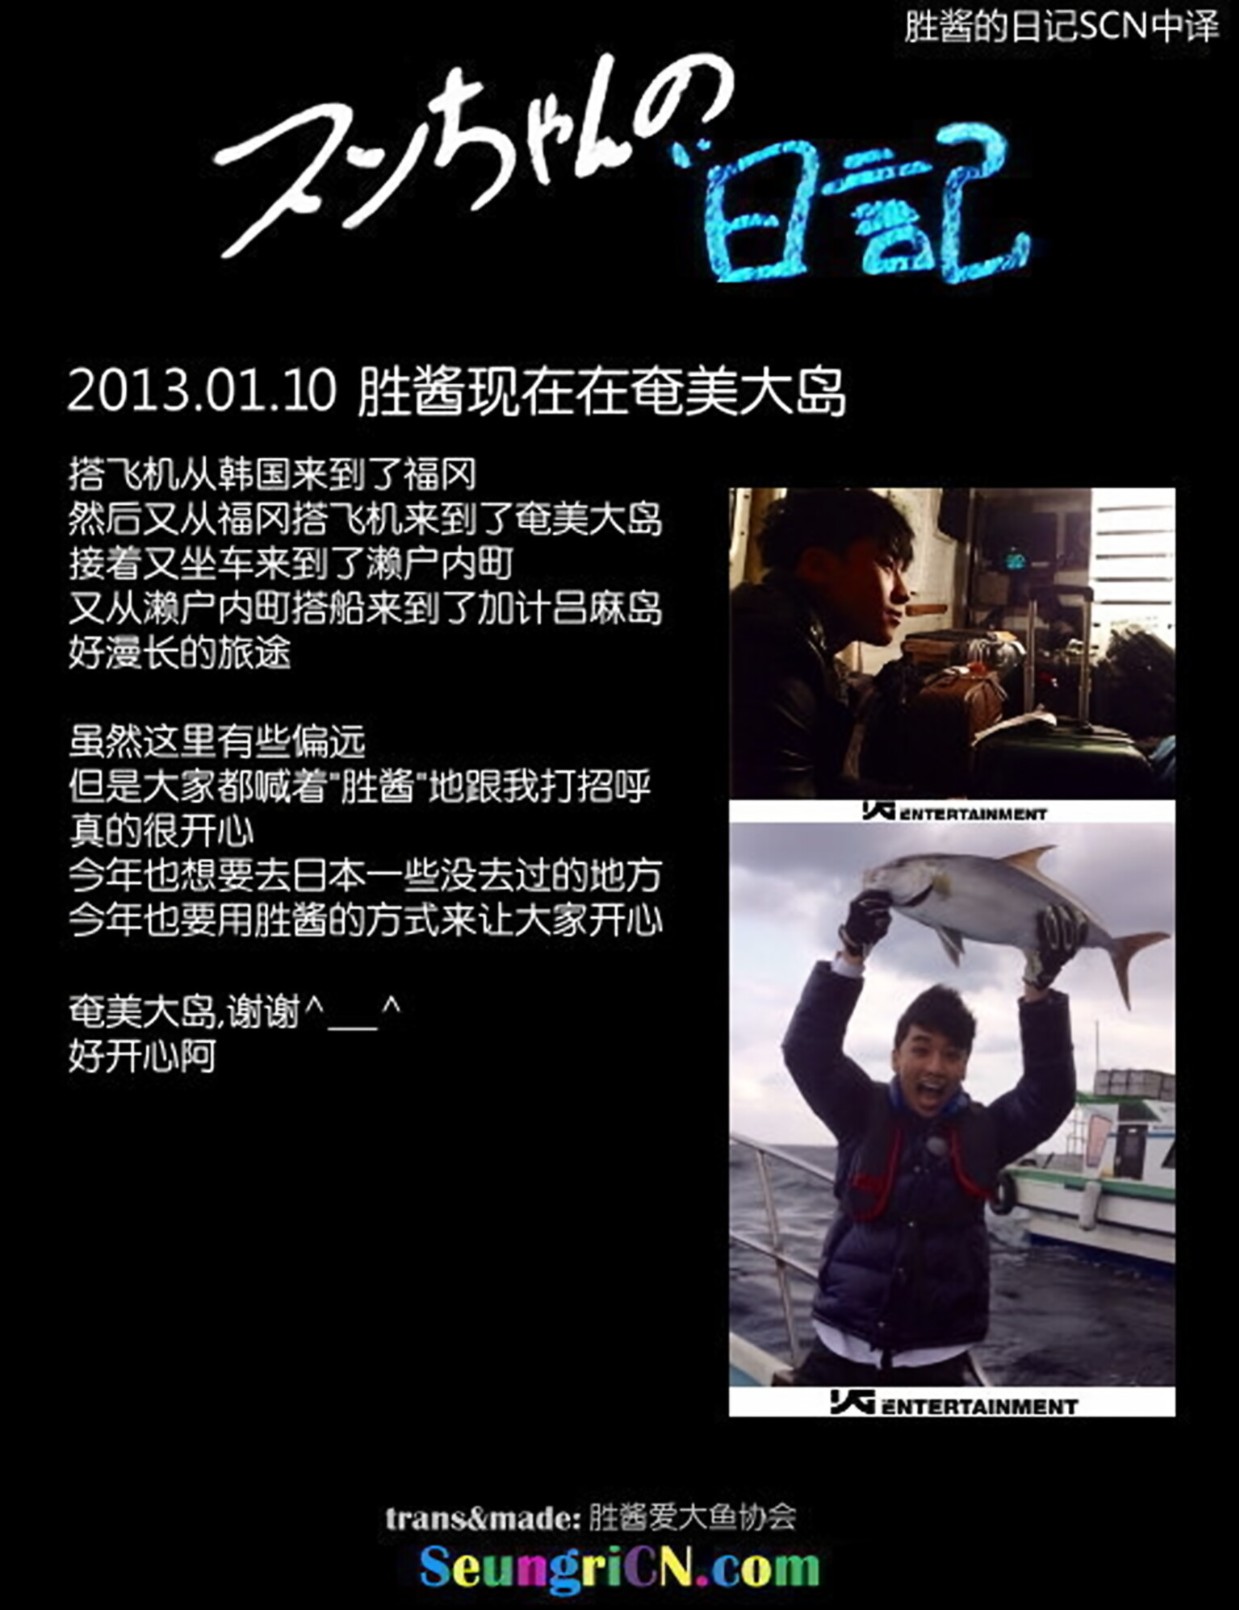 胜酱的日记SCN中译
スンちゃんの
日記
2013.01.10 胜酱现在在奄美大岛
搭飞机从韩国来到了福冈
然后又从福冈搭飞机来到了奄美大岛
接着又坐车来到了濑户内町
又从濑户内町搭船来到了加计吕麻岛
好漫长的旅途
虽然这里有些偏远
但是大家都喊着"胜酱"地跟我打招呼
真的很开心
今年也想要去日本一些没去过的地方
今年也要用胜酱的方式来让大家开心
奄美大岛,谢谢^___^
好开心阿
YG ENTERTAINMENT
YG ENTERTAINMENT
trans&made: 胜酱爱大鱼协会
SeungriCN.com